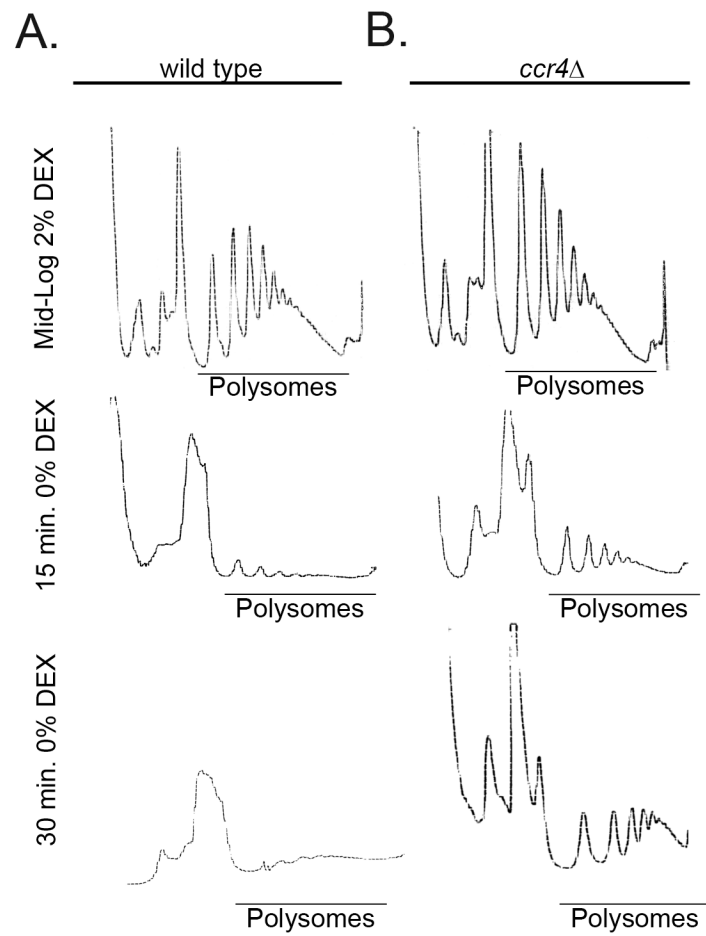 A.
B.
wild type
ccr4Δ
Mid-Log 2% DEX
Polysomes
Polysomes
15 min. 0% DEX
Polysomes
Polysomes
30 min. 0% DEX
Polysomes
Polysomes